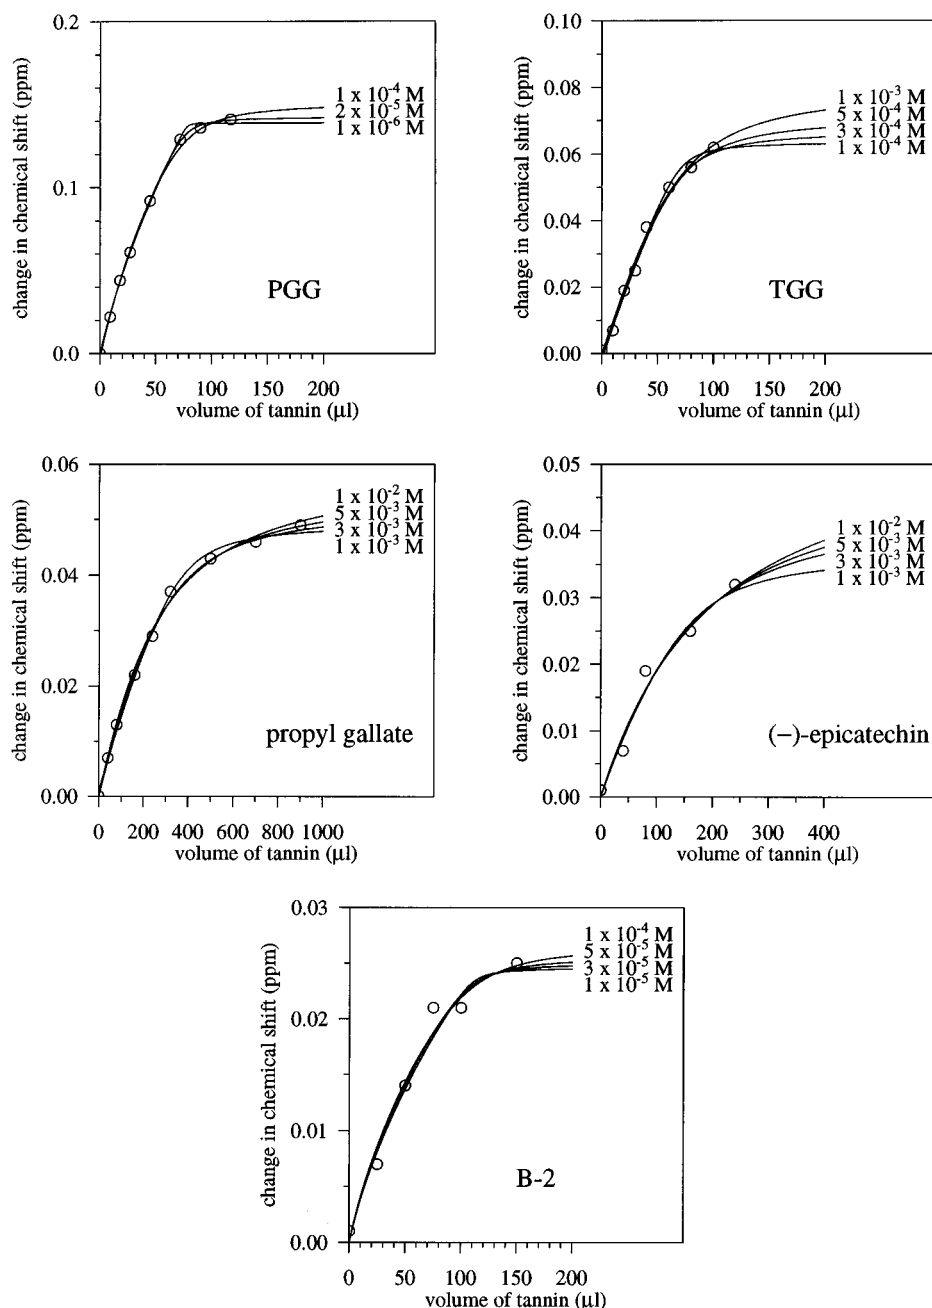 0.2
0.1
0.0
change in chemical shift (ppm)
1 x 10⁻⁴ M
2 x 10⁻⁵ M
1 x 10⁻⁶ M
PGG
0 50 100 150 200
volume of tannin (µl)
0.10
0.08
0.06
0.04
0.02
0.00
change in chemical shift (ppm)
1 x 10⁻³ M
5 x 10⁻⁴ M
3 x 10⁻⁴ M
1 x 10⁻⁴ M
TGG
0 50 100 150 200
volume of tannin (µl)
0.06
0.04
0.02
0.00
change in chemical shift (ppm)
1 x 10⁻² M
5 x 10⁻³ M
3 x 10⁻³ M
1 x 10⁻³ M
propyl gallate
0 200 400 600 800 1000
volume of tannin (µl)
0.05
0.04
0.03
0.02
0.01
0.00
change in chemical shift (ppm)
1 x 10⁻² M
5 x 10⁻³ M
3 x 10⁻³ M
1 x 10⁻³ M
(−)-epicatechin
0 100 200 300 400
volume of tannin (µl)
0.03
0.02
0.01
0.00
change in chemical shift (ppm)
1 x 10⁻⁴ M
5 x 10⁻⁵ M
3 x 10⁻⁵ M
1 x 10⁻⁵ M
B-2
0 50 100 150 200
volume of tannin (µl)